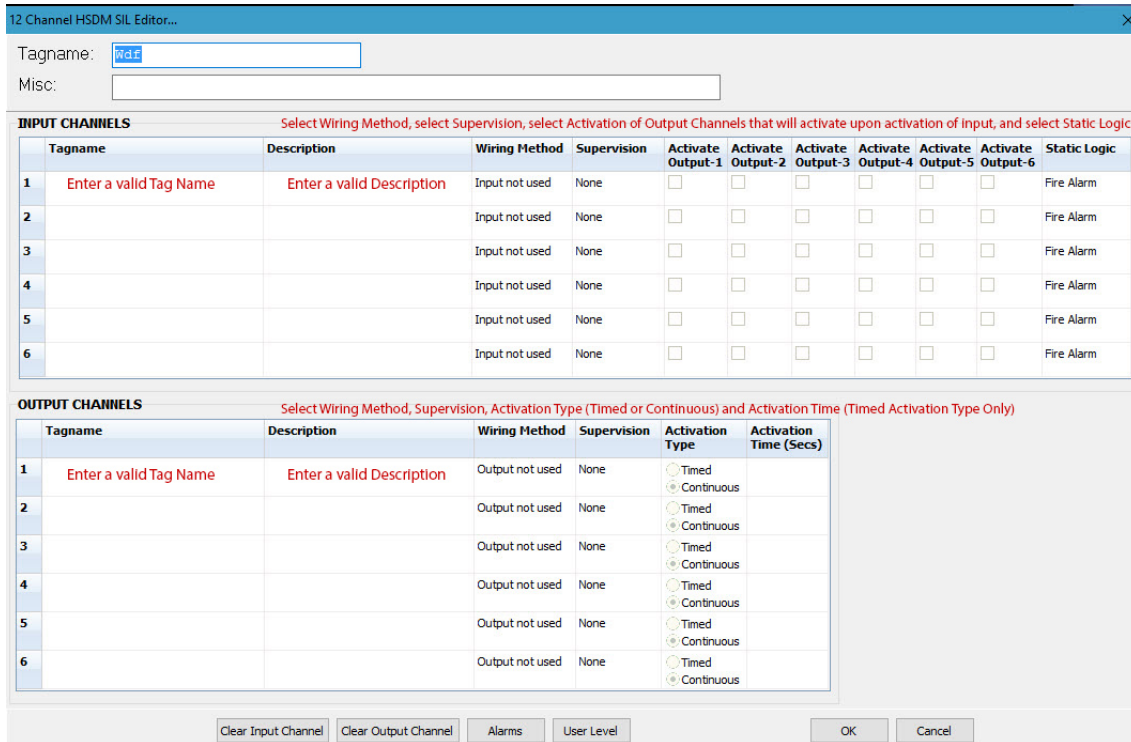 12 Channel HSDM SIL Editor...
Tagname: Wdf
Misc:
INPUT CHANNELS Select Wiring Method, select Supervision, select Activation of Output Channels that will activate upon activation of input, and select Static Logic
Tagname Description Wiring Method Supervision Activate Output-1 Activate Output-2 Activate Output-3 Activate Output-4 Activate Output-5 Activate Output-6 Static Logic
1 Enter a valid Tag Name Enter a valid Description Input not used None Fire Alarm
2 Input not used None Fire Alarm
3 Input not used None Fire Alarm
4 Input not used None Fire Alarm
5 Input not used None Fire Alarm
6 Input not used None Fire Alarm
OUTPUT CHANNELS Select Wiring Method, Supervision, Activation Type (Timed or Continuous) and Activation Time (Timed Activation Type Only)
Tagname Description Wiring Method Supervision Activation Type Activation Time (Secs)
1 Enter a valid Tag Name Enter a valid Description Output not used None Timed
Continuous
2 Output not used None Timed
Continuous
3 Output not used None Timed
Continuous
4 Output not used None Timed
Continuous
5 Output not used None Timed
Continuous
6 Output not used None Timed
Continuous
Clear Input Channel Clear Output Channel Alarms User Level OK Cancel